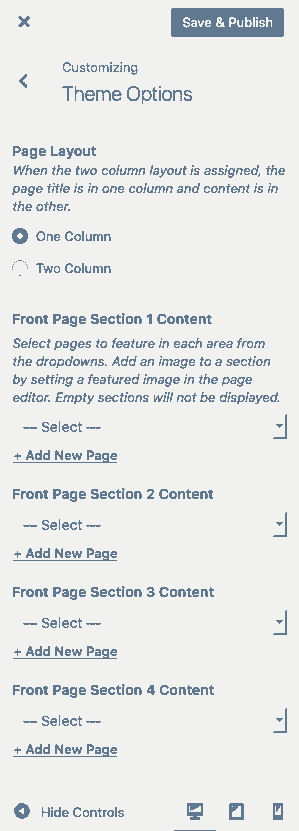 Save & Publish
Customizing
Theme Options
Page Layout
When the two column layout is assigned, the
page title is in one column and content is in
the other.
One Column
Two Column
Front Page Section 1 Content
Select pages to feature in each area from
the dropdowns. Add an image to a section
by setting a featured image in the page
editor. Empty sections will not be displayed.
— Select —
+ Add New Page
Front Page Section 2 Content
— Select —
+ Add New Page
Front Page Section 3 Content
— Select —
+ Add New Page
Front Page Section 4 Content
— Select —
+ Add New Page
Hide Controls